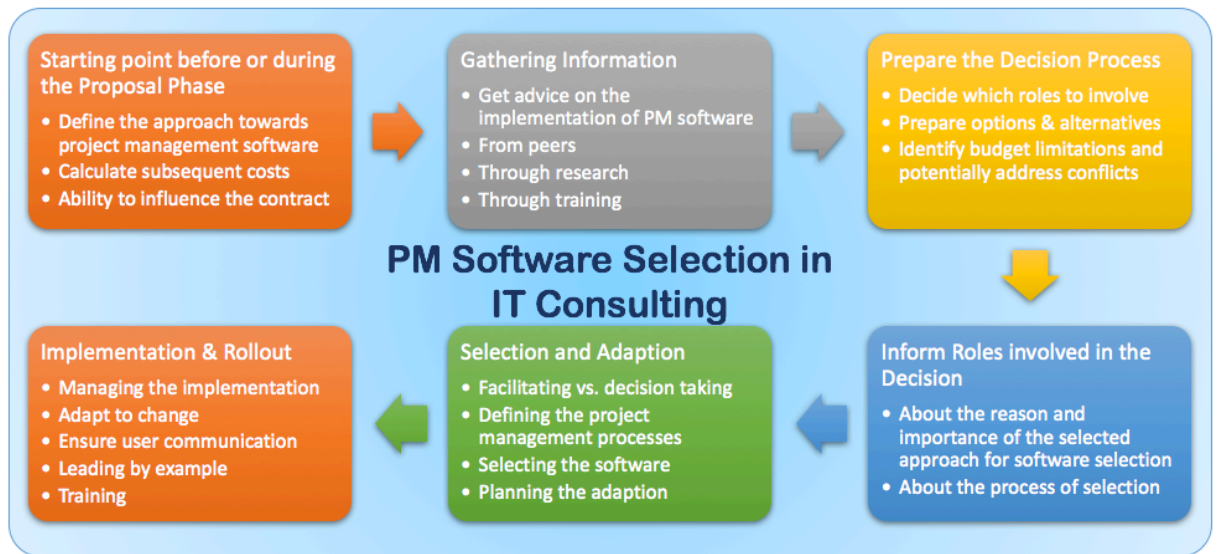 Starting point before or during
the Proposal Phase
• Define the approach towards
project management software
• Calculate subsequent costs
• Ability to influence the contract
Gathering Information
• Get advice on the
implementation of PM software
• From peers
• Through research
• Through training
Prepare the Decision Process
• Decide which roles to involve
• Prepare options & alternatives
• Identify budget limitations and
potentially address conflicts
PM Software Selection in
IT Consulting
Inform Roles involved in the
Decision
• About the reason and
importance of the selected
approach for software selection
• About the process of selection
Selection and Adaption
• Facilitating vs. decision taking
• Defining the project
management processes
• Selecting the software
• Planning the adaption
Implementation & Rollout
• Managing the implementation
• Adapt to change
• Ensure user communication
• Leading by example
• Training